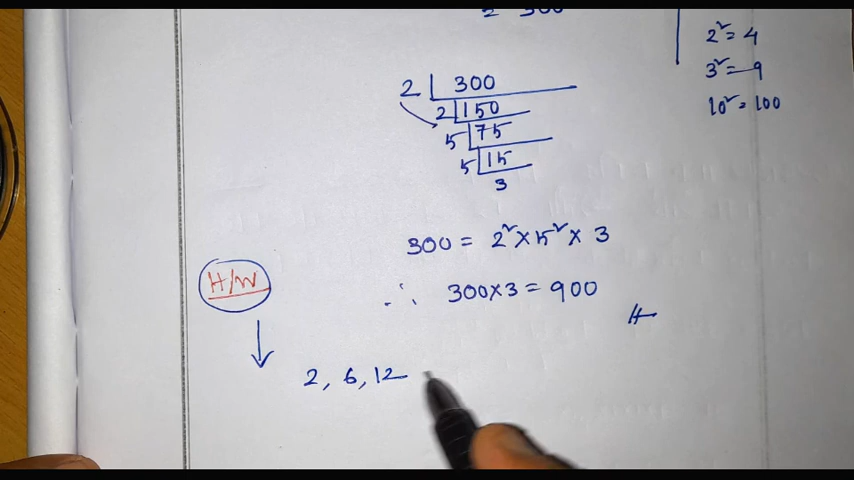 2² = 4
3² = 9
10² = 100
2 300
2 150
5 75
5 15
3
300 = 2² × 5² × 3
H/W
∴ 300×3 = 900
2, 6, 12